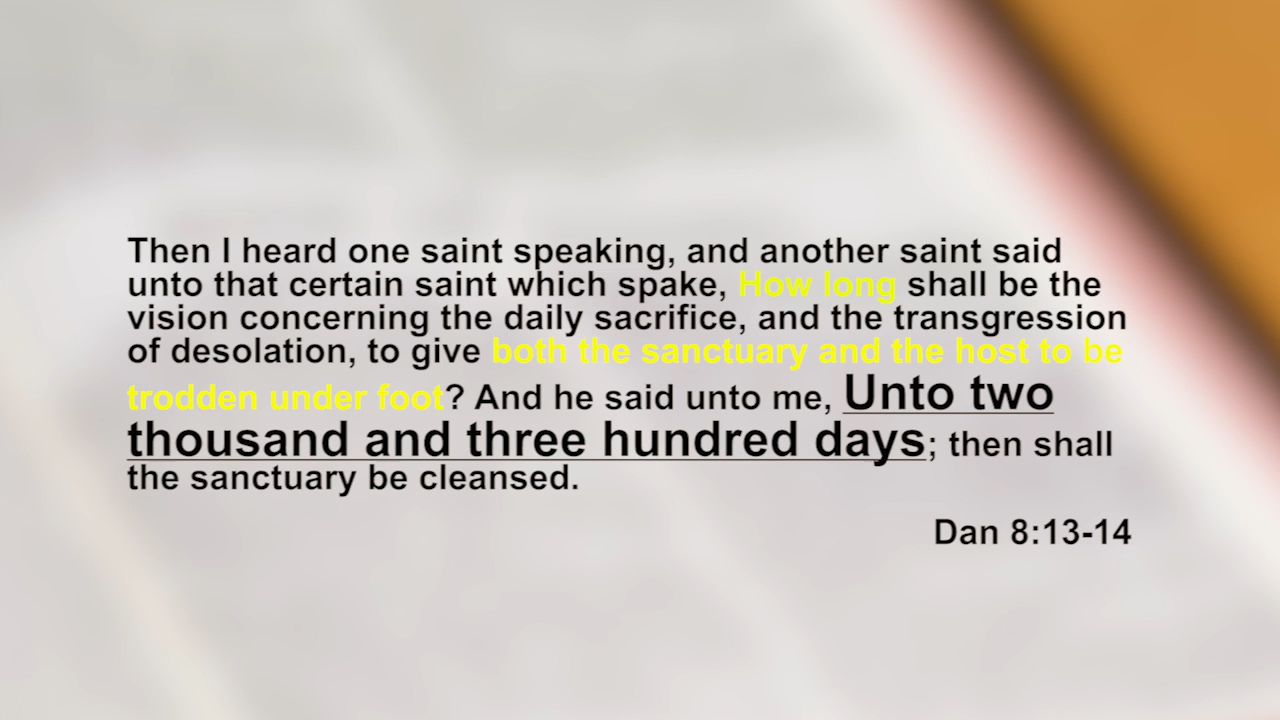 Then I heard one saint speaking, and another saint said
unto that certain saint which spake, How long shall be the
vision concerning the daily sacrifice, and the transgression
of desolation, to give both the sanctuary and the host to be
trodden under foot? And he said unto me, Unto two
thousand and three hundred days; then shall
the sanctuary be cleansed.
Dan 8:13-14